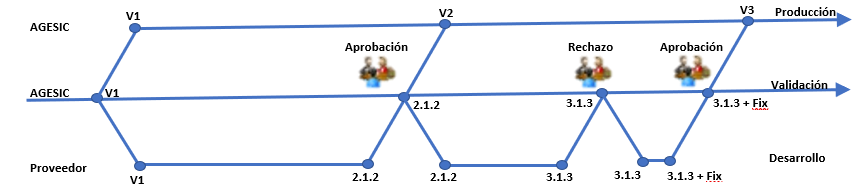 V1
V2
V3
Producción
AGESIC
Aprobación
Rechazo
Aprobación
AGESIC
V1
2.1.2
3.1.3
3.1.3 + Fix
Validación
Proveedor
V1
2.1.2
2.1.2
3.1.3
3.1.3
3.1.3 + Fix
Desarrollo